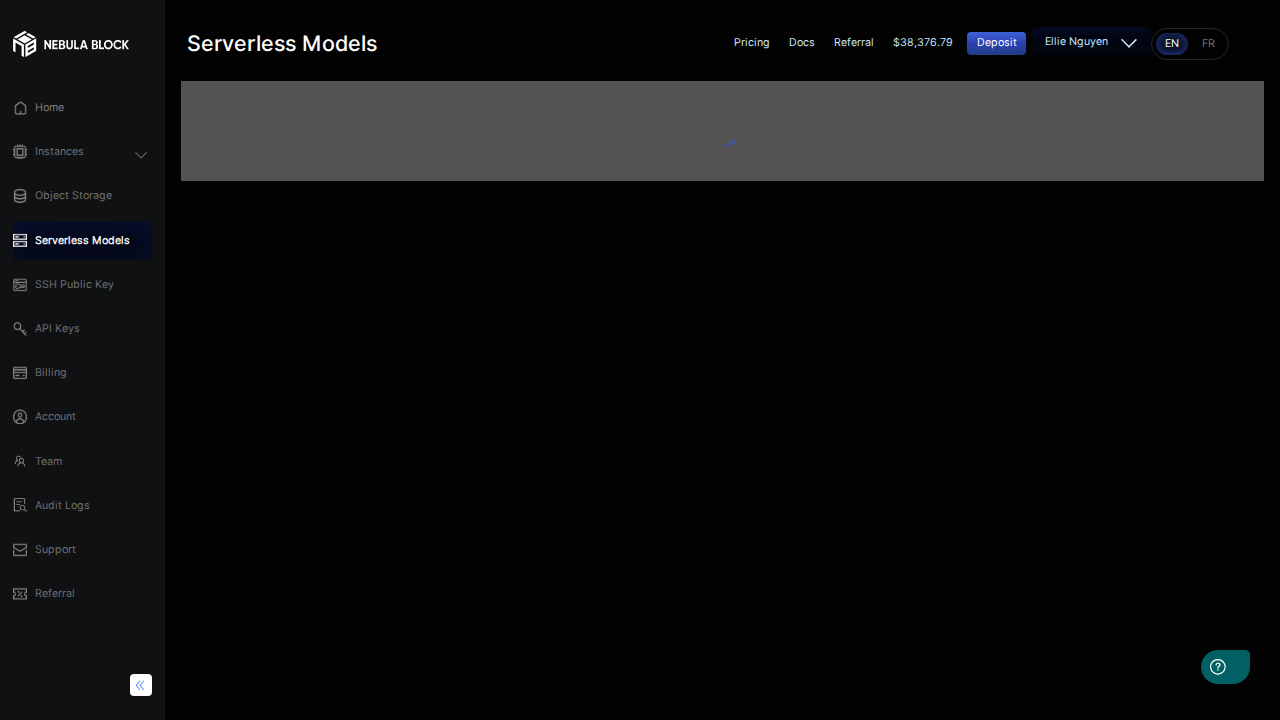 NEBULA BLOCK
Serverless Models
Pricing
Docs
Referral
$38,376.79
Deposit
Ellie Nguyen
EN
FR
Home
Instances
Object Storage
Serverless Models
SSH Public Key
API Keys
Billing
Account
Team
Audit Logs
Support
Referral